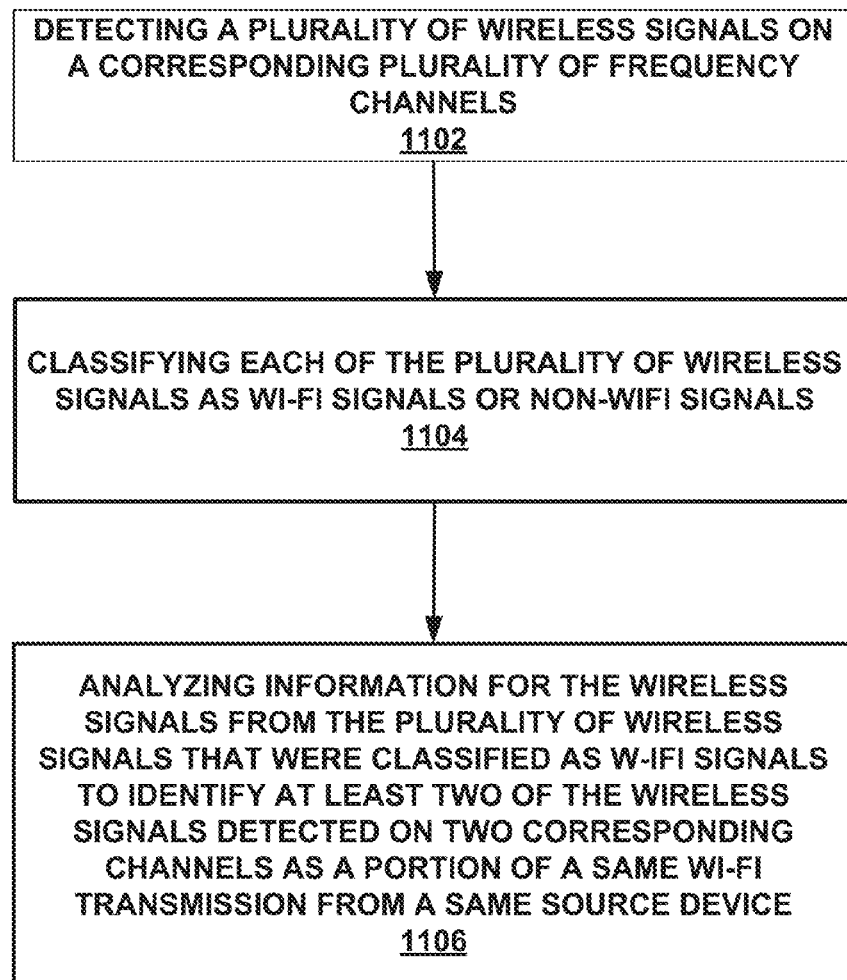 DETECTING A PLURALITY OF WIRELESS SIGNALS ON
A CORRESPONDING PLURALITY OF FREQUENCY
CHANNELS
1102
CLASSIFYING EACH OF THE PLURALITY OF WIRELESS
SIGNALS AS WI-FI SIGNALS OR NON-WIFI SIGNALS
1104
ANALYZING INFORMATION FOR THE WIRELESS
SIGNALS FROM THE PLURALITY OF WIRELESS
SIGNALS THAT WERE CLASSIFIED AS W-IFI SIGNALS
TO IDENTIFY AT LEAST TWO OF THE WIRELESS
SIGNALS DETECTED ON TWO CORRESPONDING
CHANNELS AS A PORTION OF A SAME WI-FI
TRANSMISSION FROM A SAME SOURCE DEVICE
1106